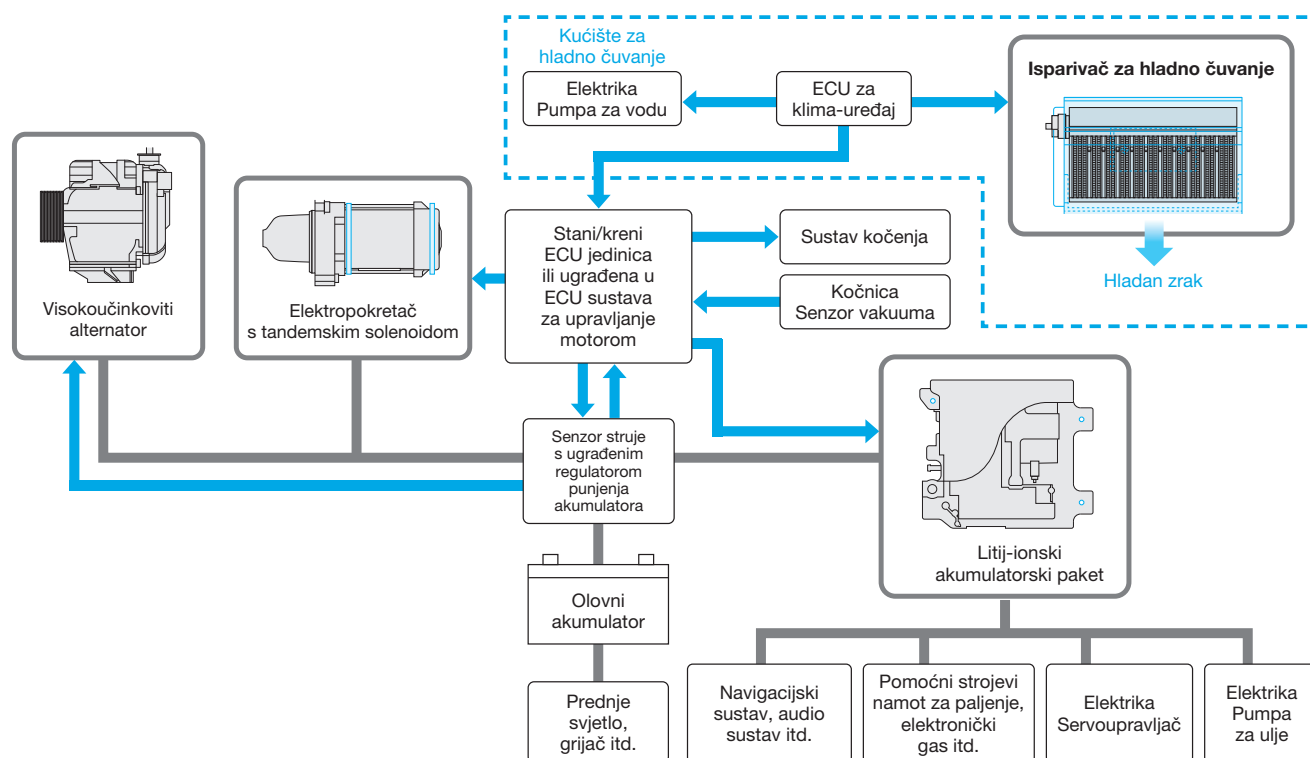 Kućište za
hladno čuvanje
Elektrika
Pumpa za vodu
ECU za
klima-uređaj
Isparivač za hladno čuvanje
Hladan zrak
Visokoučinkoviti
alternator
Elektropokretač
s tandemskim solenoidom
Stani/kreni
ECU jedinica
ili ugrađena u
ECU sustava
za upravljanje
motorom
Sustav kočenja
Kočnica
Senzor vakuuma
Senzor struje
s ugrađenim
regulatorom
punjenja
akumulatora
Litij-ionski
akumulatorski paket
Olovni
akumulator
Prednje
svjetlo,
grijač itd.
Navigacijski
sustav, audio
sustav itd.
Pomoćni strojevi
namot za paljenje,
elektronički
gas itd.
Elektrika
Servoupravljač
Elektrika
Pumpa
za ulje